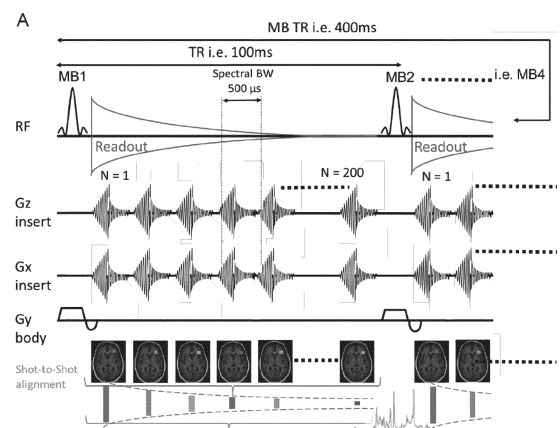 A
MB TR i.e. 400ms
TR i.e. 100ms
MB1
Spectral BW
500 µs
MB2
i.e. MB4
RF
Readout
Readout
N = 1
N = 200
N = 1
Gz
insert
Gx
insert
Gy
body
Shot-to-Shot
alignment